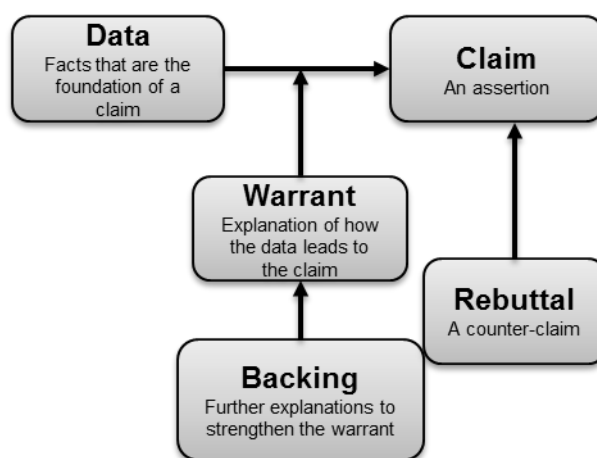 Data
Facts that are the
foundation of a
claim
Claim
An assertion
Warrant
Explanation of how
the data leads to
the claim
Rebuttal
A counter-claim
Backing
Further explanations to
strengthen the warrant